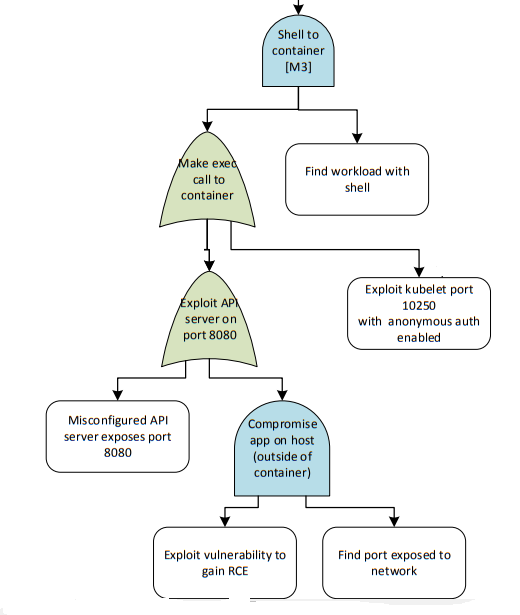 Shell to
container
[M3]
Make exec
call to
container
Find workload with
shell
Exploit API
server on
port 8080
Exploit kubelet port
10250
with anonymous auth
enabled
Misconfigured API
server exposes port
8080
Compromise
app on host
(outside of
container)
Exploit vulnerability to
gain RCE
Find port exposed to
network